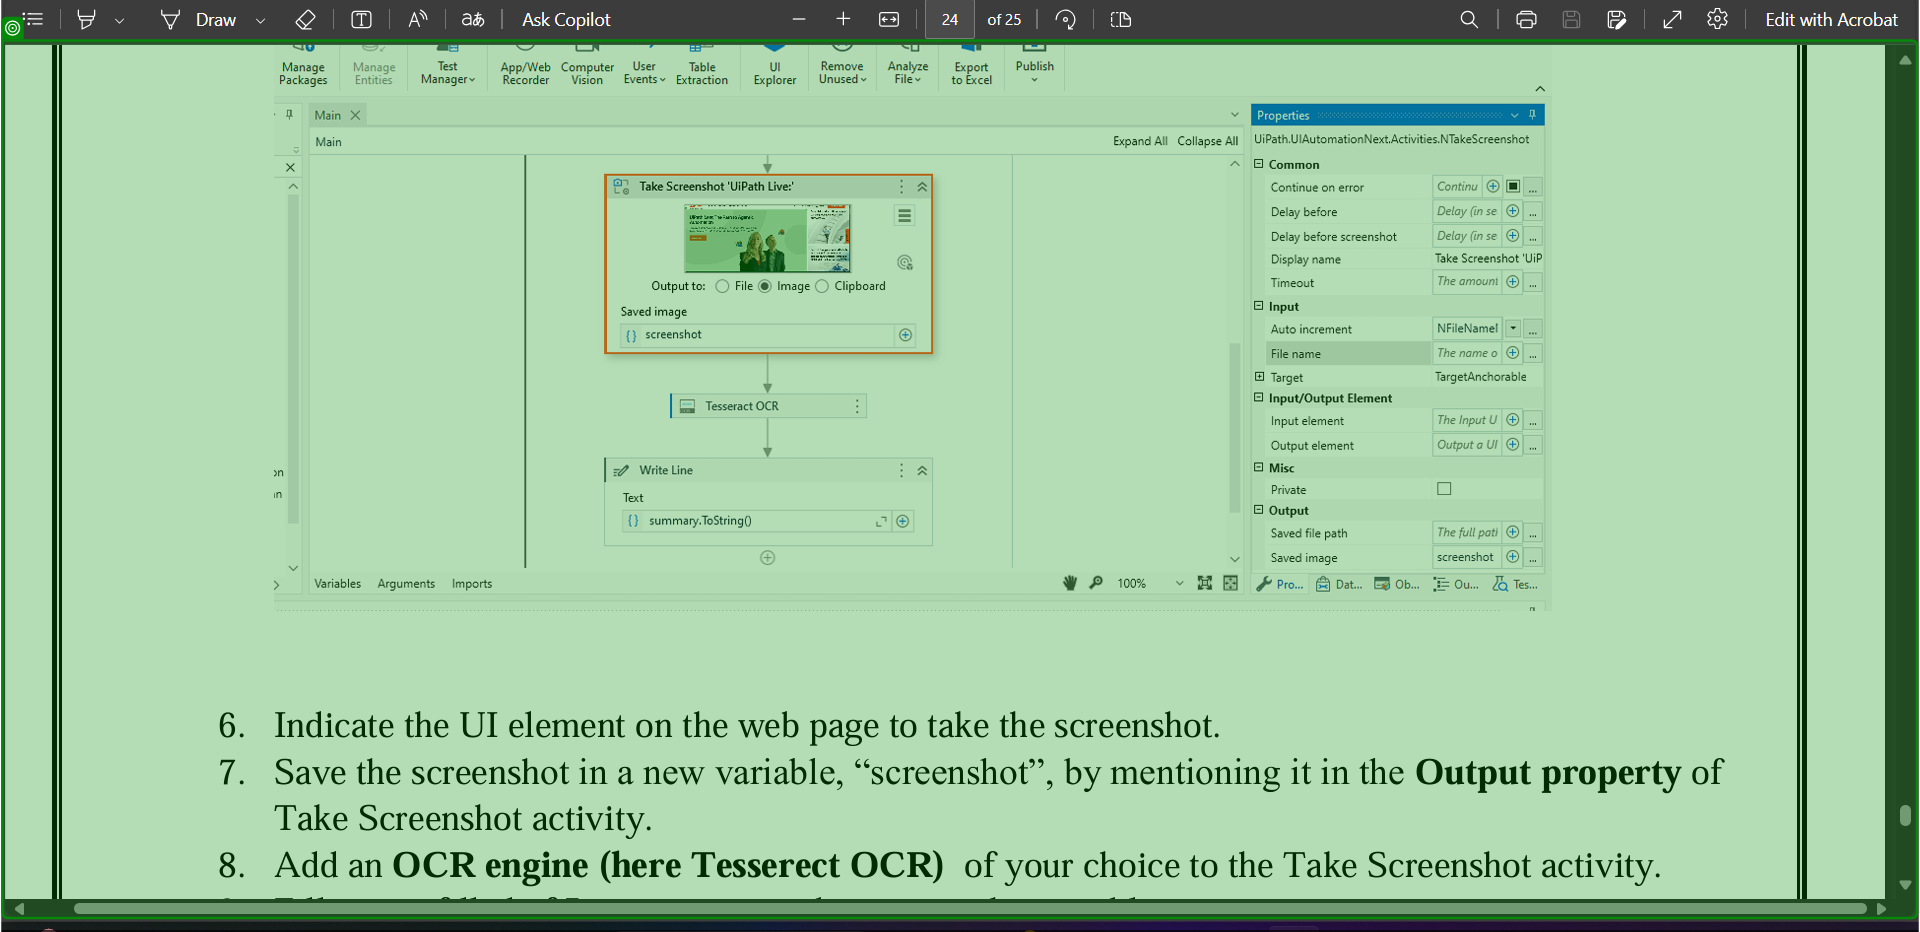 Draw
Ask Copilot
24 of 25
Edit with Acrobat
Manage Packages
Manage Entities
Test Manager
App/Web Recorder
Computer Vision
User Events
Table Extraction
UI Explorer
Remove Unused
Analyze File
Export to Excel
Publish
Main
Main
Expand All Collapse All
Take Screenshot 'UiPath Live:'
Output to: File Image Clipboard
Saved image
screenshot
Tesseract OCR
Write Line
Text
summary.ToString()
Variables Arguments Imports
100%
Properties
UiPath.UIAutomationNext.Activities.NTakeScreenshot
Common
Continue on error Continu ...
Delay before Delay (in se ...
Delay before screenshot Delay (in se ...
Display name Take Screenshot 'UiP
Timeout The amount ...
Input
Auto increment NFileNameI ...
File name The name o ...
Target TargetAnchorable
Input/Output Element
Input element The Input U ...
Output element Output a UI ...
Misc
Private
Output
Saved file path The full pat ...
Saved image screenshot ...
Pro... Dat... Ob... Ou... Tes...
6. Indicate the UI element on the web page to take the screenshot.
7. Save the screenshot in a new variable, “screenshot”, by mentioning it in the Output property of
Take Screenshot activity.
8. Add an OCR engine (here Tesserect OCR) of your choice to the Take Screenshot activity.